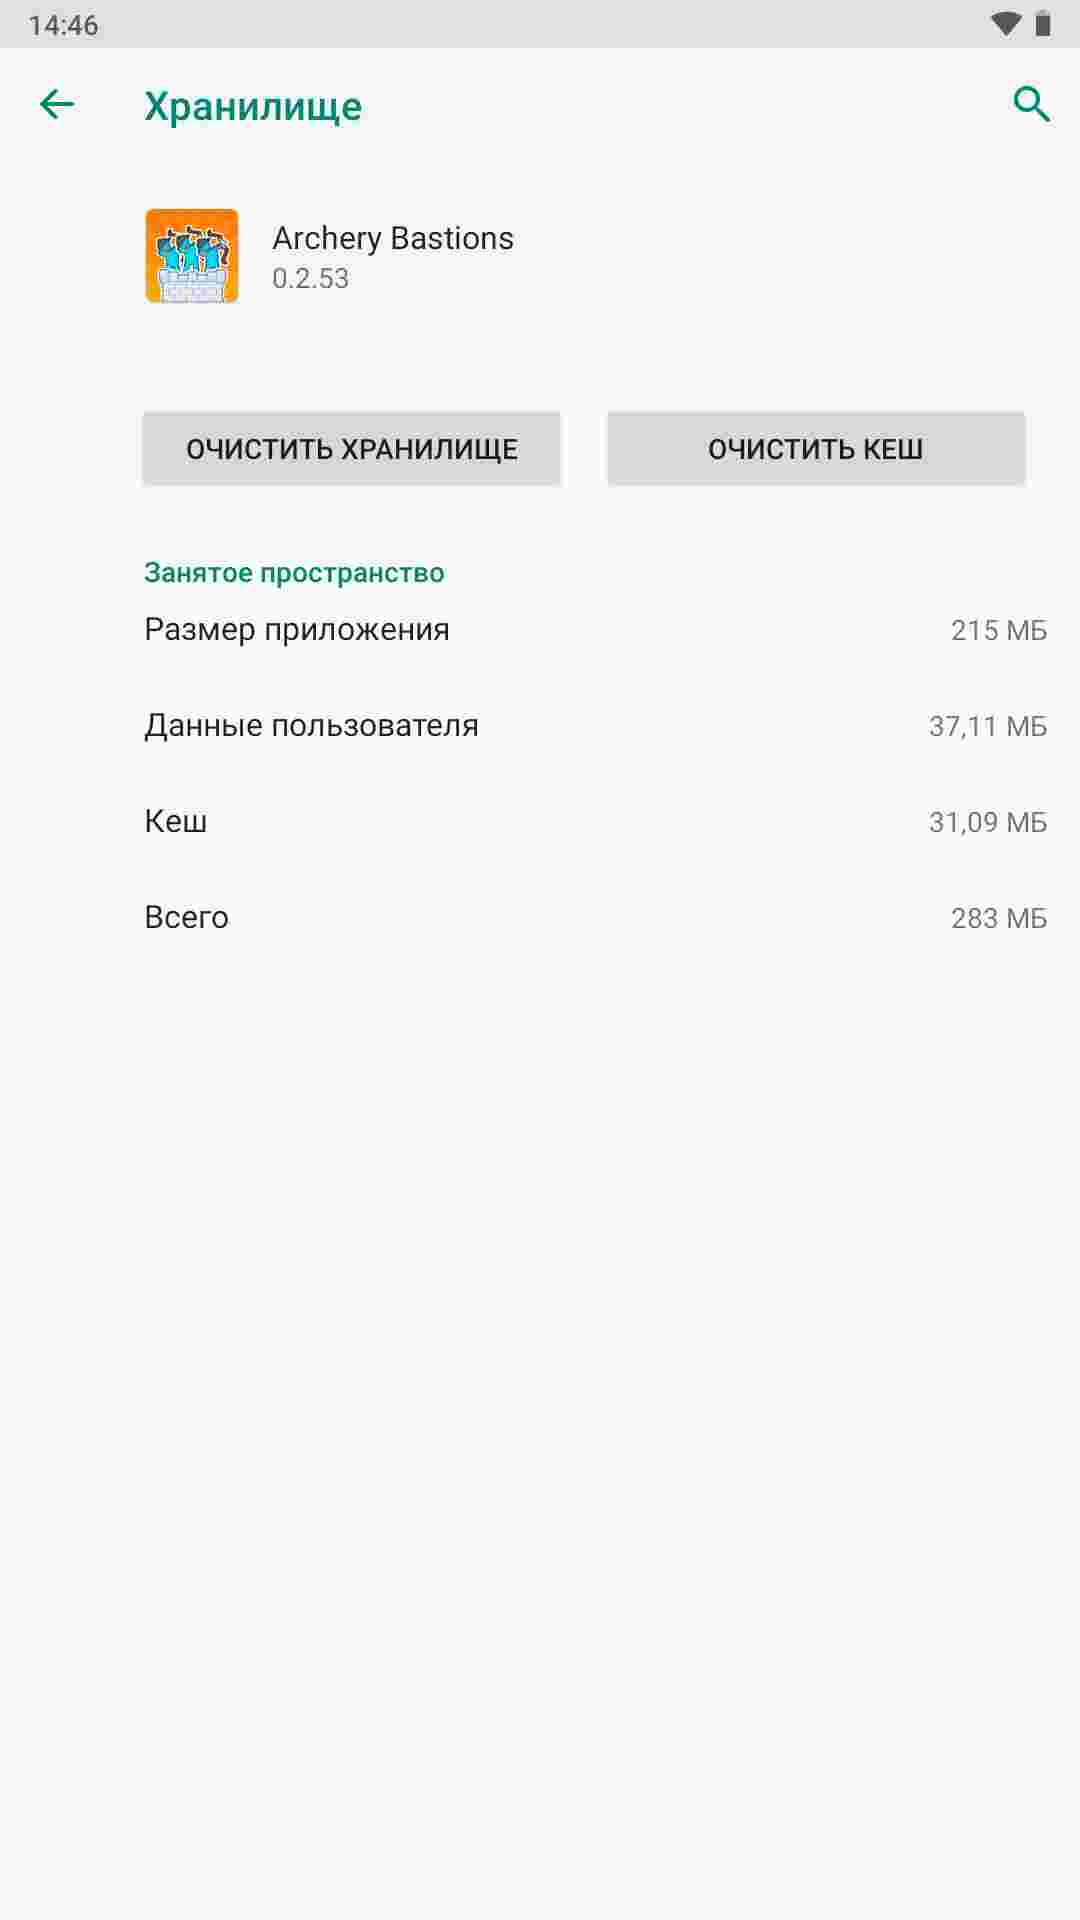 14:46
Хранилище
Archery Bastions
0.2.53
ОЧИСТИТЬ ХРАНИЛИЩЕ
ОЧИСТИТЬ КЕШ
Занятое пространство
Размер приложения 215 МБ
Данные пользователя 37,11 МБ
Кеш 31,09 МБ
Всего 283 МБ